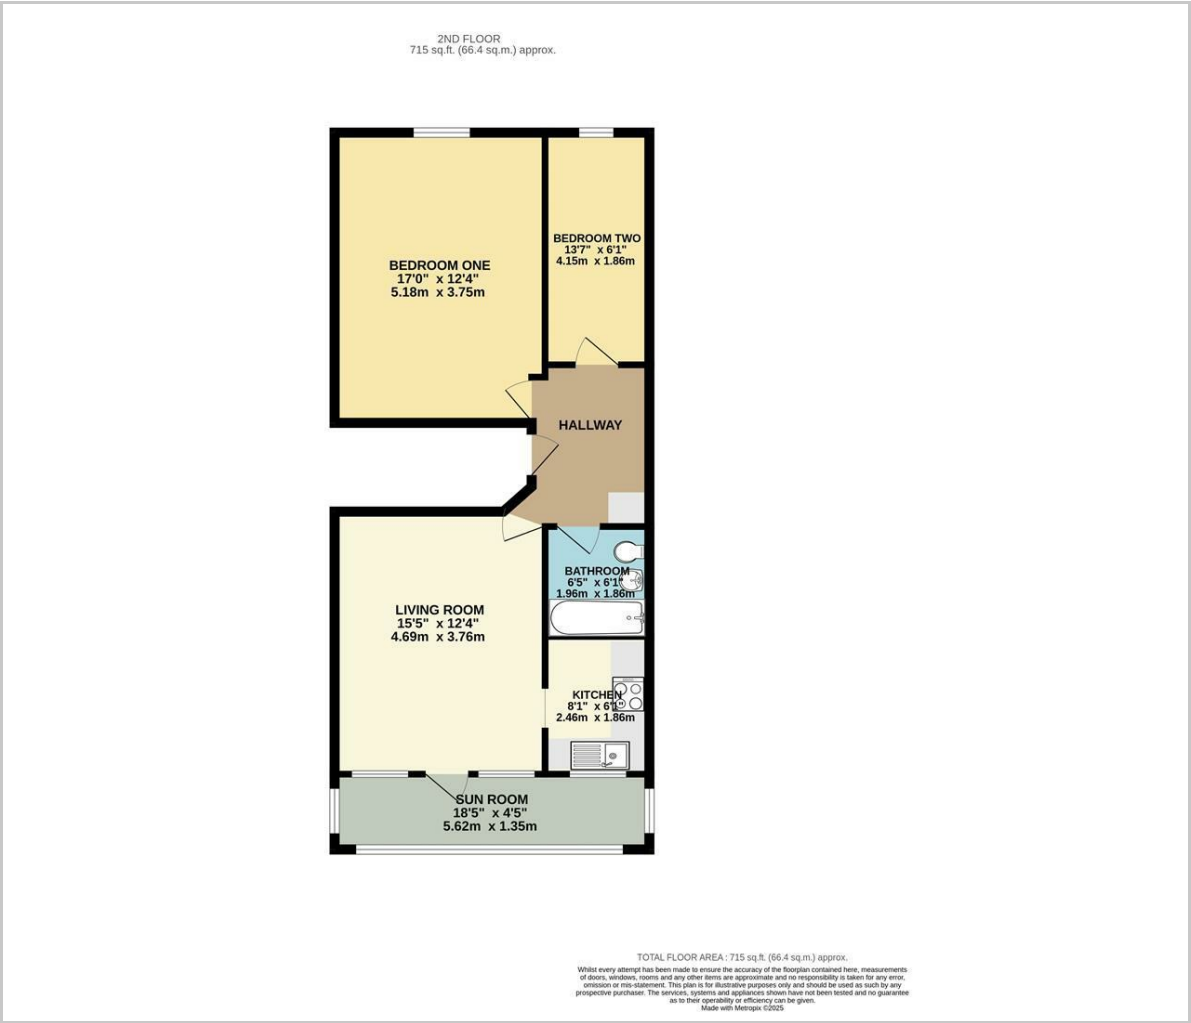 2ND FLOOR
715 sq.ft. (66.4 sq.m.) approx.
BEDROOM TWO
13'7" x 6'1"
4.15m x 1.86m
BEDROOM ONE
17'0" x 12'4"
5.18m x 3.75m
HALLWAY
BATHROOM
6'5" x 6'1"
1.96m x 1.86m
LIVING ROOM
15'5" x 12'4"
4.69m x 3.76m
KITCHEN
8'1" x 6'1"
2.46m x 1.86m
SUN ROOM
18'5" x 4'5"
5.62m x 1.35m
TOTAL FLOOR AREA : 715 sq.ft. (66.4 sq.m.) approx.
Whilst every attempt has been made to ensure the accuracy of the floorplan contained here, measurements
of doors, windows, rooms and any other items are approximate and no responsibility is taken for any error,
omission or mis-statement. This plan is for illustrative purposes only and should be used as such by any
prospective purchaser. The services, systems and appliances shown have not been tested and no guarantee
as to their operability or efficiency can be given.
Made with Metropix ©2025